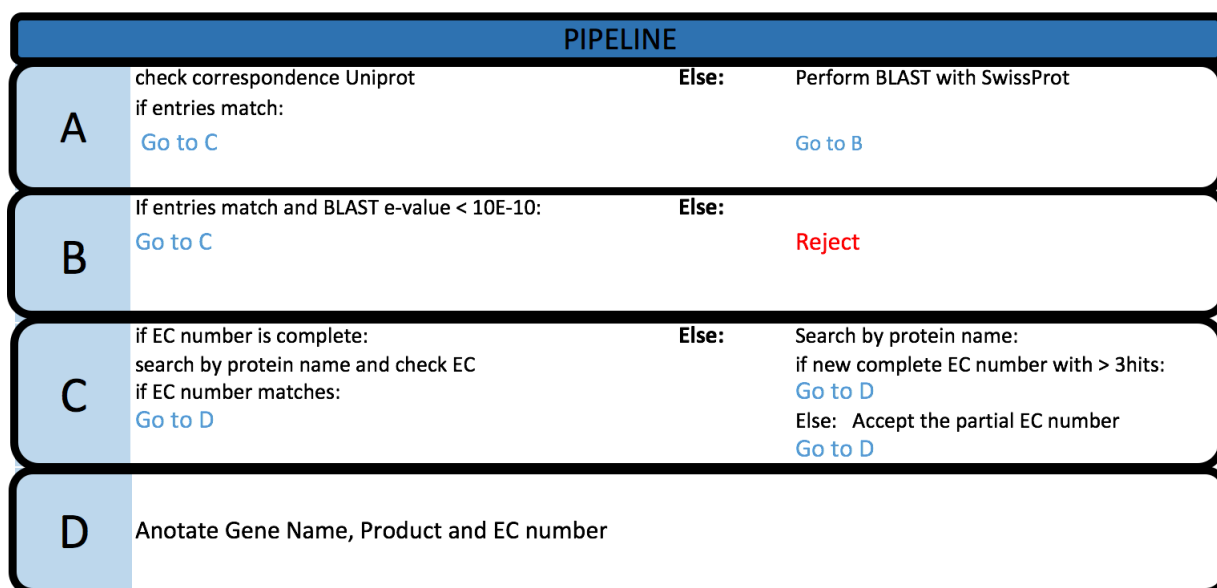 PIPELINE
A
check correspondence Uniprot
if entries match:
Go to C
Else:
Perform BLAST with SwissProt
Go to B
B
If entries match and BLAST e-value < 10E-10:
Go to C
Else:
Reject
C
if EC number is complete:
search by protein name and check EC
if EC number matches:
Go to D
Else:
Search by protein name:
if new complete EC number with > 3hits:
Go to D
Else: Accept the partial EC number
Go to D
D
Anotate Gene Name, Product and EC number